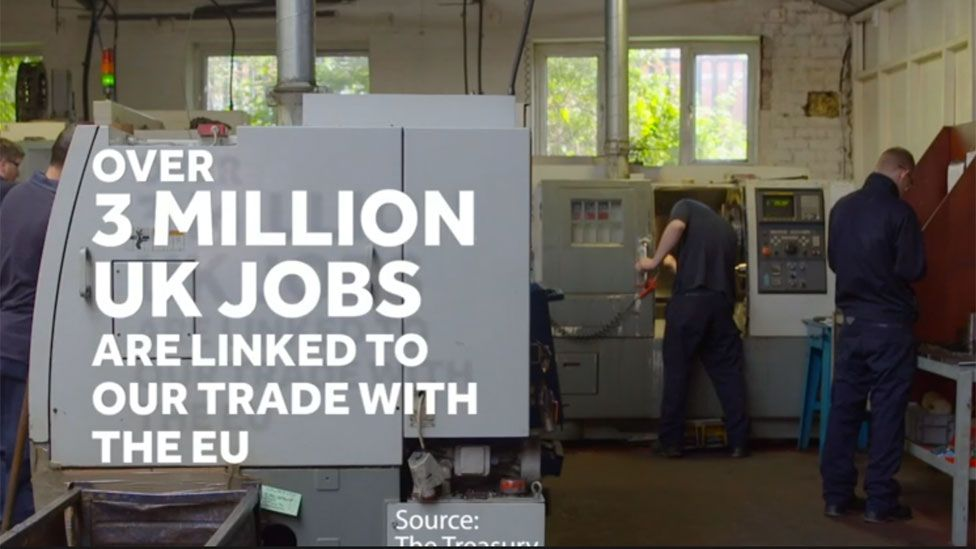 OVER
3 MILLION
UK JOBS
ARE LINKED TO
OUR TRADE WITH
THE EU
Source:
The Treasury